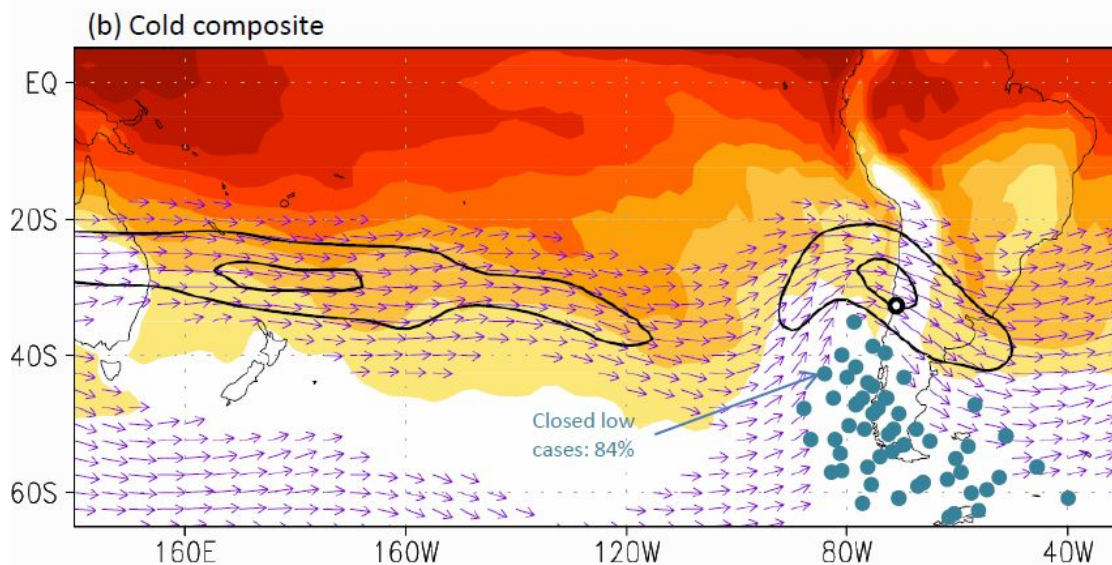 (b) Cold composite
EQ
20S
40S
Closed low
cases: 84%
60S
160E
160W
120W
80W
40W